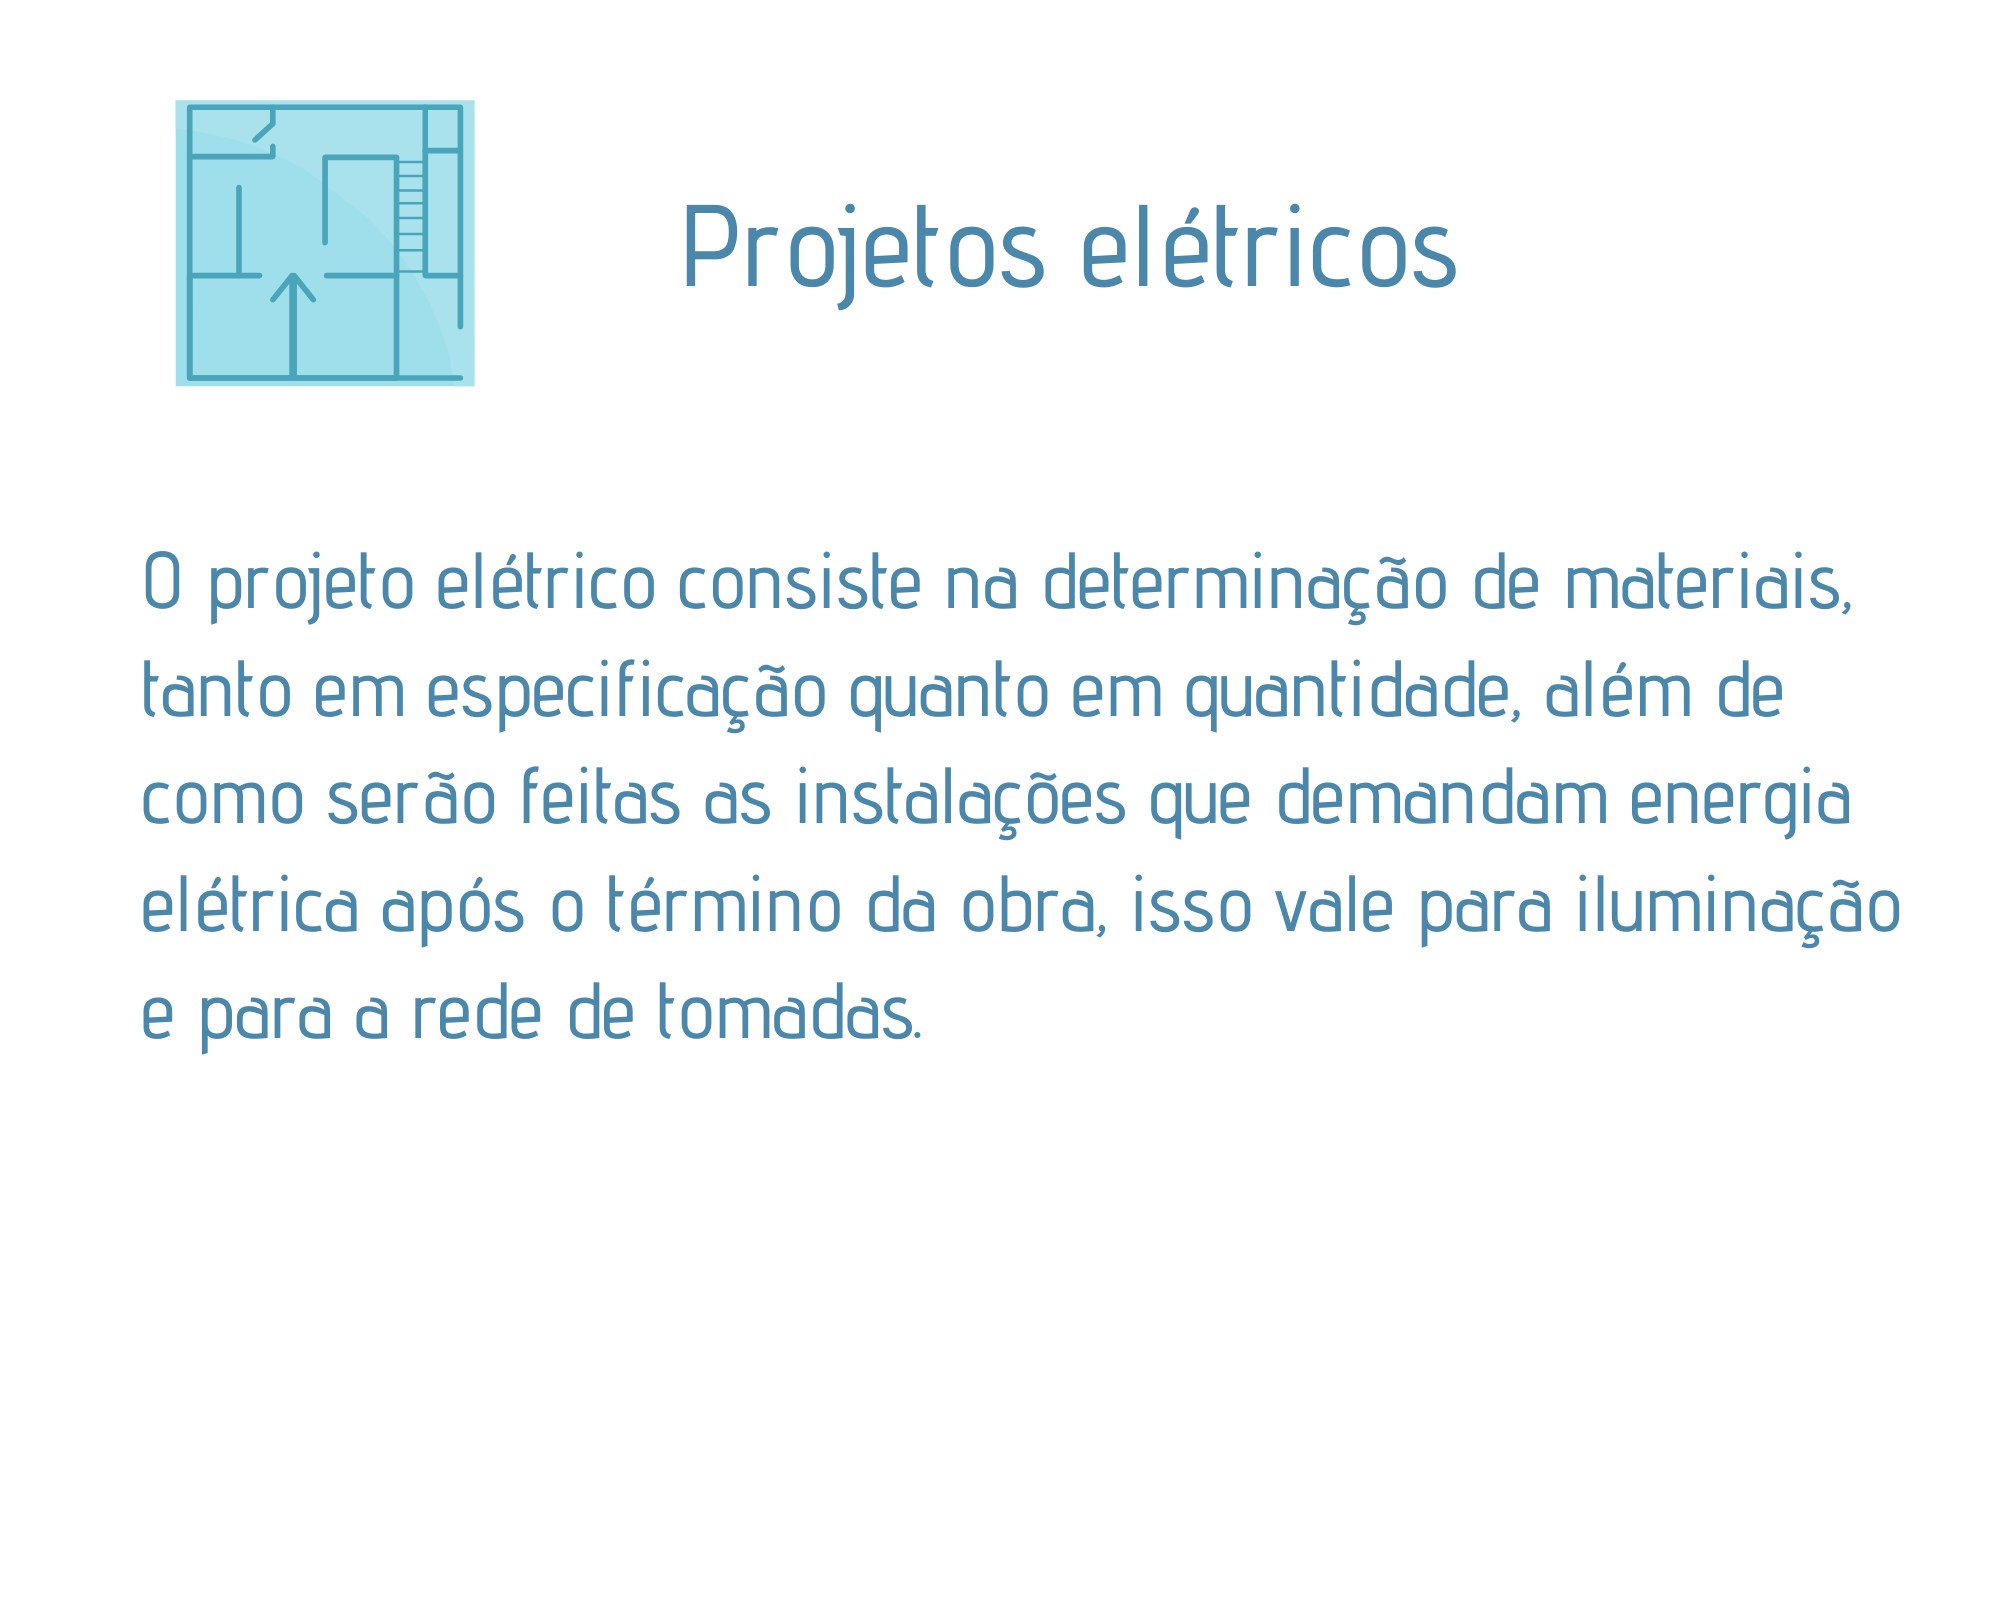 Projetos elétricos
O projeto elétrico consiste na determinação de materiais,
tanto em especificação quanto em quantidade, além de
como serão feitas as instalações que demandam energia
elétrica após o término da obra, isso vale para iluminação
e para a rede de tomadas.